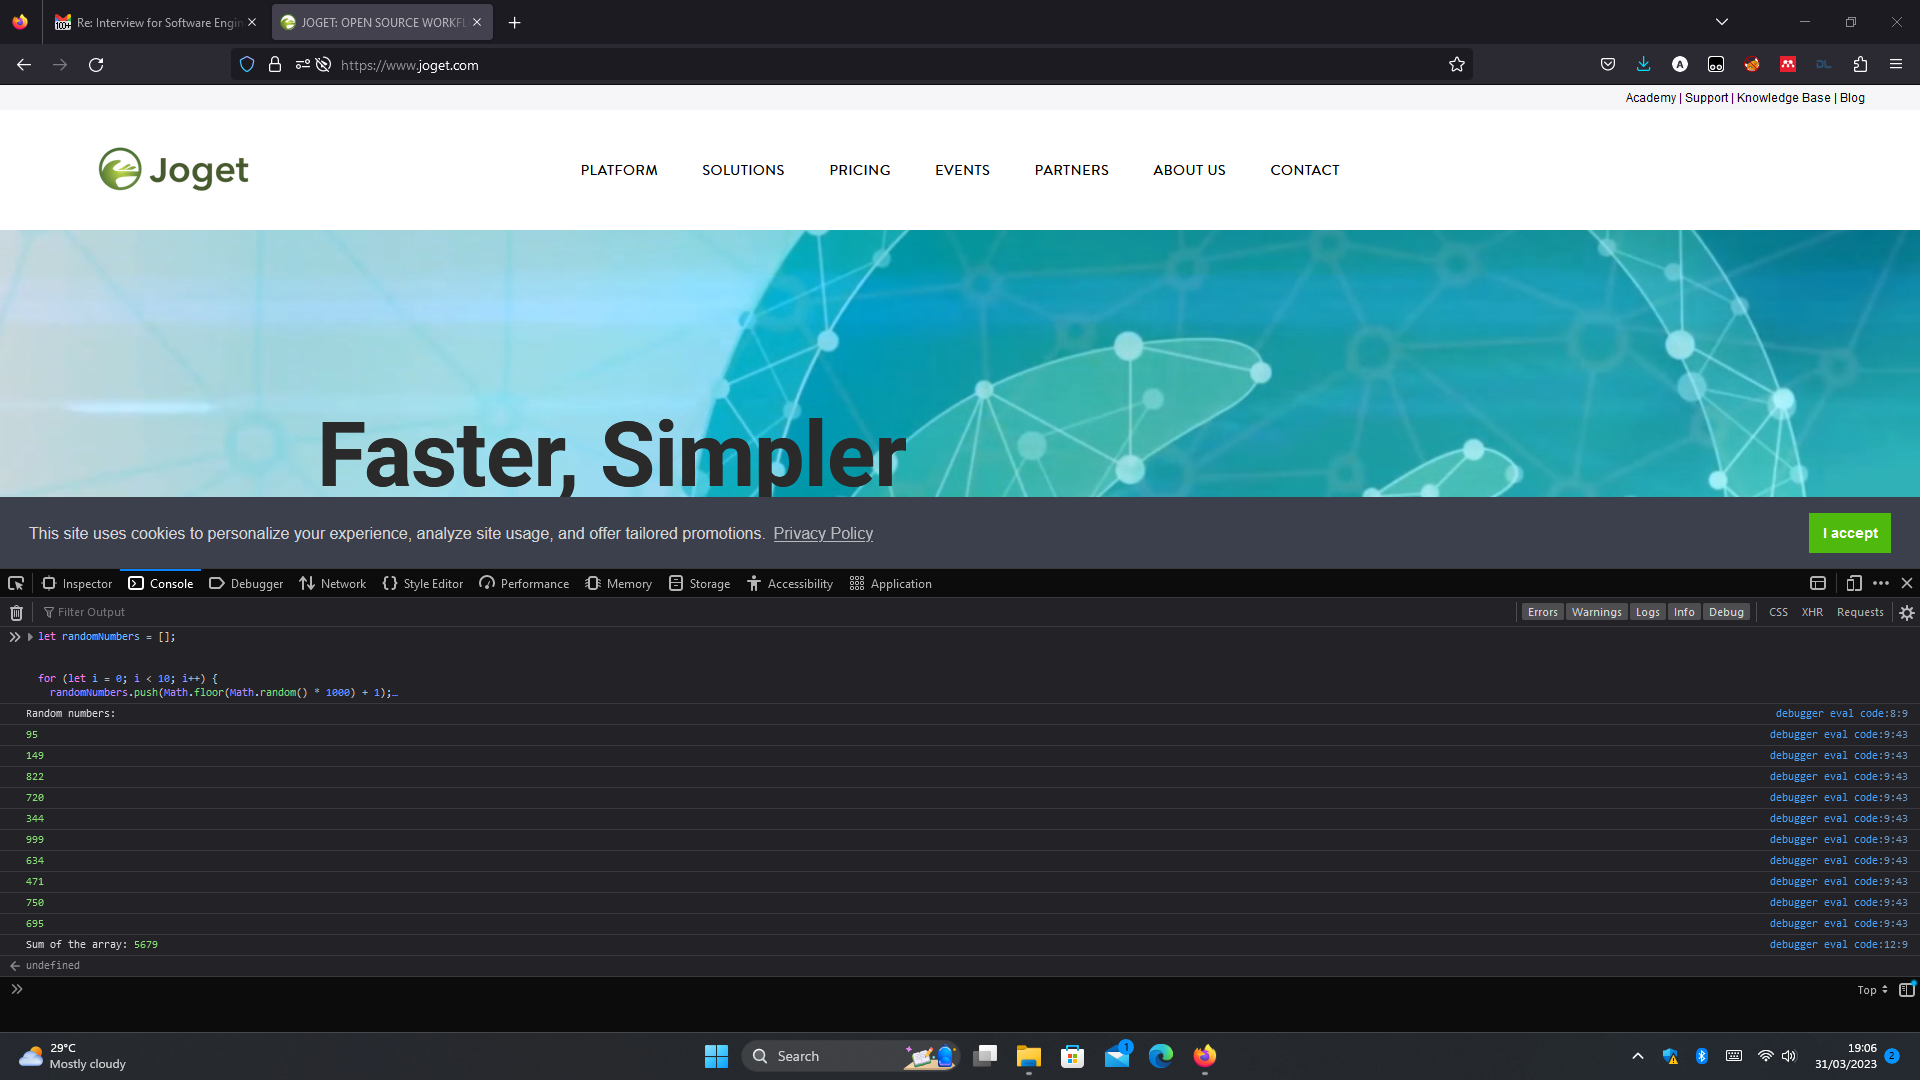 100+ Re: Interview for Software Engin
JOGET: OPEN SOURCE WORKFL
https://www.joget.com
Academy | Support | Knowledge Base | Blog
Joget
PLATFORM SOLUTIONS PRICING EVENTS PARTNERS ABOUT US CONTACT
Faster, Simpler
This site uses cookies to personalize your experience, analyze site usage, and offer tailored promotions. Privacy Policy
I accept
Inspector Console Debugger Network Style Editor Performance Memory Storage Accessibility Application
Filter Output
Errors Warnings Logs Info Debug CSS XHR Requests
let randomNumbers = [];
for (let i = 0; i < 10; i++) {
randomNumbers.push(Math.floor(Math.random() * 1000) + 1);…
Random numbers: debugger eval code:8:9
95 debugger eval code:9:43
149 debugger eval code:9:43
822 debugger eval code:9:43
720 debugger eval code:9:43
344 debugger eval code:9:43
999 debugger eval code:9:43
634 debugger eval code:9:43
471 debugger eval code:9:43
750 debugger eval code:9:43
695 debugger eval code:9:43
Sum of the array: 5679 debugger eval code:12:9
undefined
Top
29°C
Mostly cloudy
Search
1
19:06
31/03/2023
2